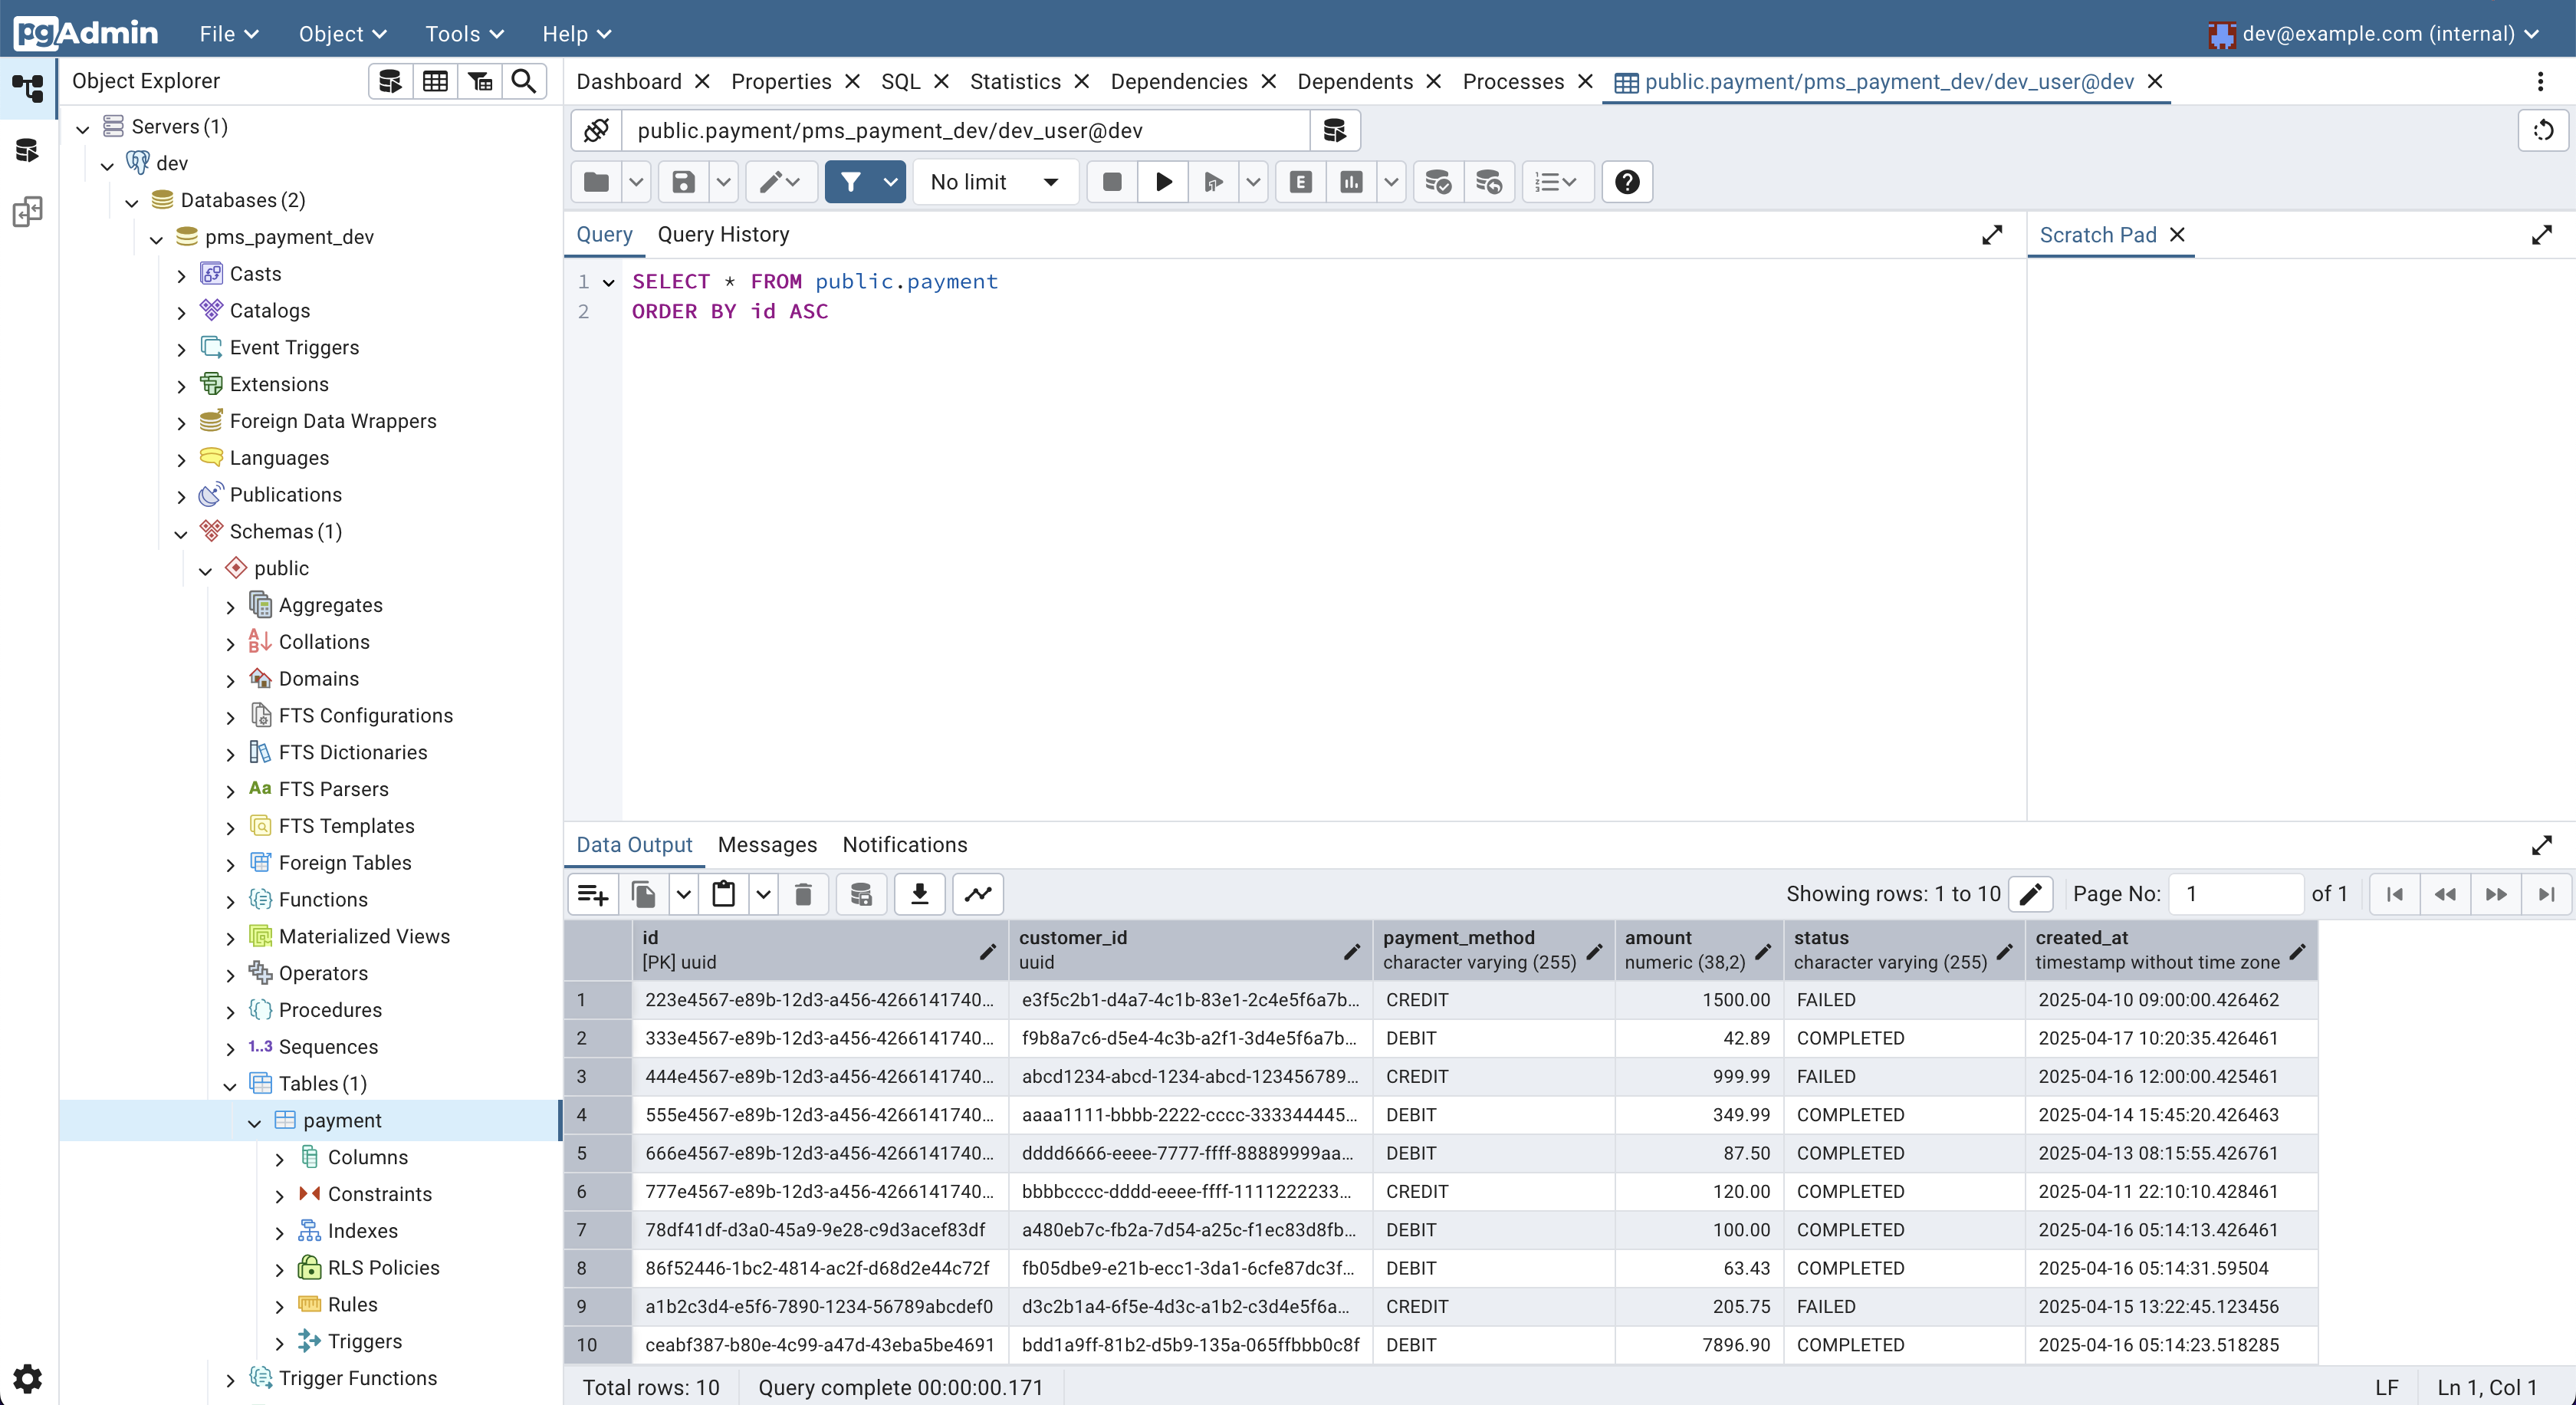 pgAdmin File Object Tools Help dev@example.com (internal)
Object Explorer
Dashboard Properties SQL Statistics Dependencies Dependents Processes public.payment/pms_payment_dev/dev_user@dev
public.payment/pms_payment_dev/dev_user@dev
No limit
Servers (1)
dev
Databases (2)
pms_payment_dev
Casts
Catalogs
Event Triggers
Extensions
Foreign Data Wrappers
Languages
Publications
Schemas (1)
public
Aggregates
Collations
Domains
FTS Configurations
FTS Dictionaries
Aa FTS Parsers
FTS Templates
Foreign Tables
Functions
Materialized Views
Operators
Procedures
1..3 Sequences
Tables (1)
payment
Columns
Constraints
Indexes
RLS Policies
Rules
Triggers
Trigger Functions
Query Query History
Scratch Pad
1 SELECT * FROM public.payment
2 ORDER BY id ASC
Data Output Messages Notifications
Showing rows: 1 to 10 Page No: 1 of 1
id customer_id payment_method amount status created_at
[PK] uuid uuid character varying (255) numeric (38,2) character varying (255) timestamp without time zone
1 223e4567-e89b-12d3-a456-4266141740... e3f5c2b1-d4a7-4c1b-83e1-2c4e5f6a7b... CREDIT 1500.00 FAILED 2025-04-10 09:00:00.426462
2 333e4567-e89b-12d3-a456-4266141740... f9b8a7c6-d5e4-4c3b-a2f1-3d4e5f6a7b... DEBIT 42.89 COMPLETED 2025-04-17 10:20:35.426461
3 444e4567-e89b-12d3-a456-4266141740... abcd1234-abcd-1234-abcd-123456789... CREDIT 999.99 FAILED 2025-04-16 12:00:00.425461
4 555e4567-e89b-12d3-a456-4266141740... aaaa1111-bbbb-2222-cccc-333344445... DEBIT 349.99 COMPLETED 2025-04-14 15:45:20.426463
5 666e4567-e89b-12d3-a456-4266141740... dddd6666-eeee-7777-ffff-88889999aa... DEBIT 87.50 COMPLETED 2025-04-13 08:15:55.426761
6 777e4567-e89b-12d3-a456-4266141740... bbbbcccc-dddd-eeee-ffff-1111222233... CREDIT 120.00 COMPLETED 2025-04-11 22:10:10.428461
7 78df41df-d3a0-45a9-9e28-c9d3acef83df a480eb7c-fb2a-7d54-a25c-f1ec83d8fb... DEBIT 100.00 COMPLETED 2025-04-16 05:14:13.426461
8 86f52446-1bc2-4814-ac2f-d68d2e44c72f fb05dbe9-e21b-ecc1-3da1-6cfe87dc3f... DEBIT 63.43 COMPLETED 2025-04-16 05:14:31.59504
9 a1b2c3d4-e5f6-7890-1234-56789abcdef0 d3c2b1a4-6f5e-4d3c-a1b2-c3d4e5f6a... CREDIT 205.75 FAILED 2025-04-15 13:22:45.123456
10 ceabf387-b80e-4c99-a47d-43eba5be4691 bdd1a9ff-81b2-d5b9-135a-065ffbbb0c8f DEBIT 7896.90 COMPLETED 2025-04-16 05:14:23.518285
Total rows: 10 Query complete 00:00:00.171 LF Ln 1, Col 1